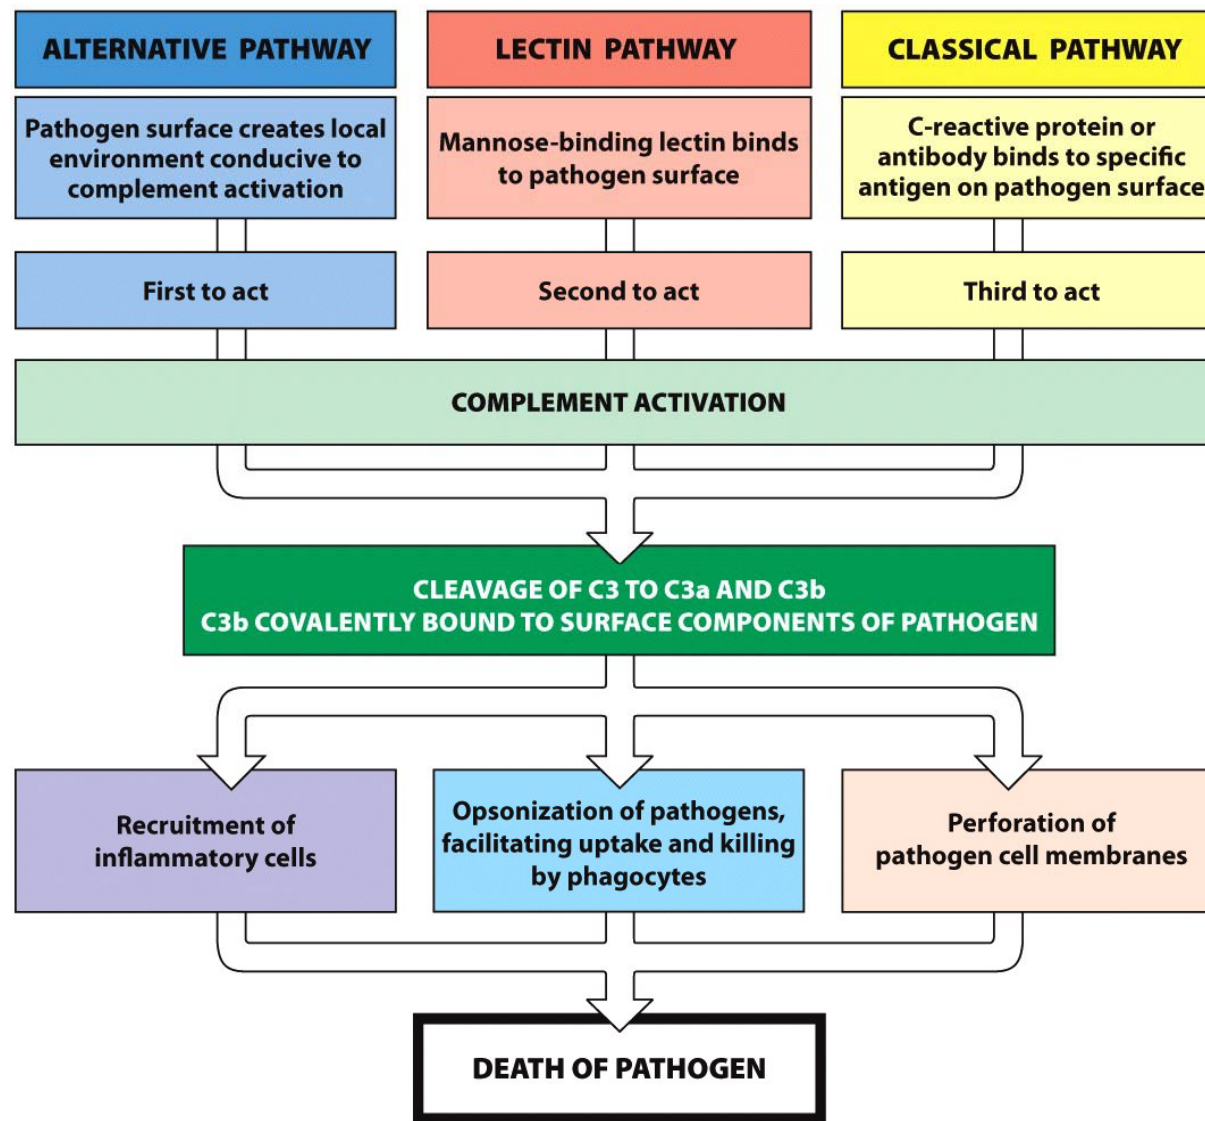 ALTERNATIVE PATHWAY
LECTIN PATHWAY
CLASSICAL PATHWAY
Pathogen surface creates local
environment conducive to
complement activation
Mannose-binding lectin binds
to pathogen surface
C-reactive protein or
antibody binds to specific
antigen on pathogen surface
First to act
Second to act
Third to act
COMPLEMENT ACTIVATION
CLEAVAGE OF C3 TO C3a AND C3b
C3b COVALENTLY BOUND TO SURFACE COMPONENTS OF PATHOGEN
Recruitment of
inflammatory cells
Opsonization of pathogens,
facilitating uptake and killing
by phagocytes
Perforation of
pathogen cell membranes
DEATH OF PATHOGEN